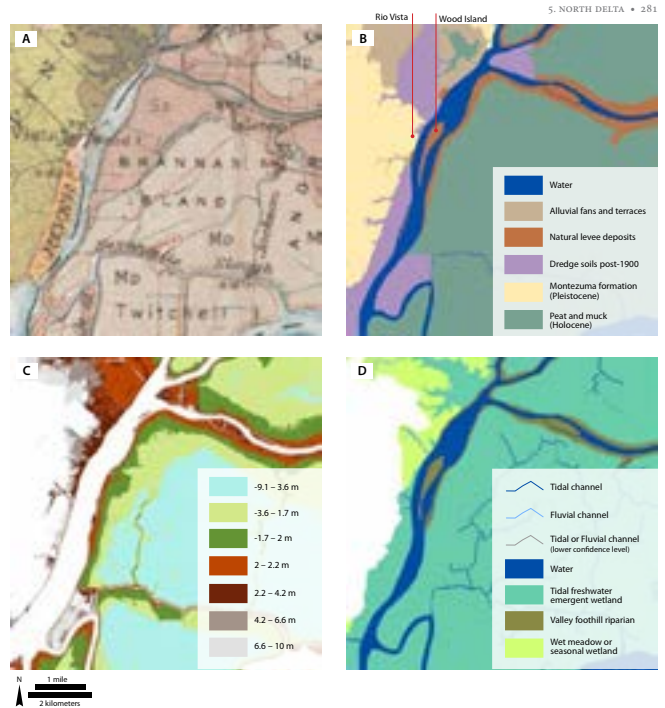 5. NORTH DELTA • 281
Rio Vista
Wood Island
A
B
Ss
Mp
BRANNAN
ISLAND
Mp
Mp
Twitchell I
Water
Alluvial fans and terraces
Natural levee deposits
Dredge soils post-1900
Montezuma formation
(Pleistocene)
Peat and muck
(Holocene)
C
D
-9.1 – 3.6 m
-3.6 – 1.7 m
-1.7 – 2 m
2 – 2.2 m
2.2 – 4.2 m
4.2 – 6.6 m
6.6 – 10 m
Tidal channel
Fluvial channel
Tidal or Fluvial channel
(lower confidence level)
Water
Tidal freshwater
emergent wetland
Valley foothill riparian
Wet meadow or
seasonal wetland
N
1 mile
2 kilometers